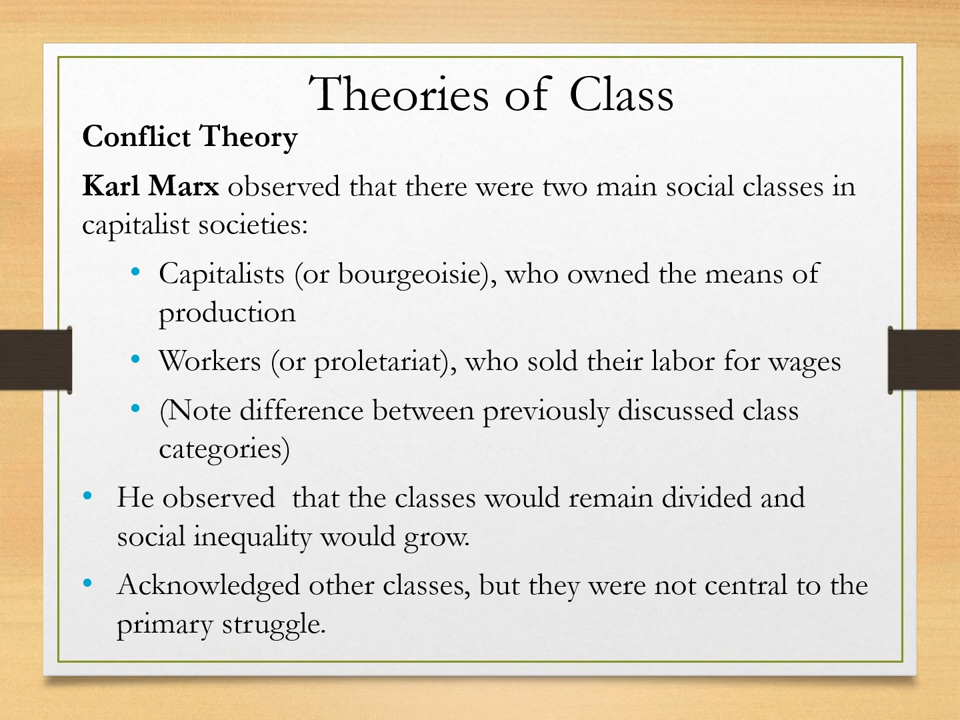 Theories of Class
Conflict Theory
Karl Marx observed that there were two main social classes in
capitalist societies:
• Capitalists (or bourgeoisie), who owned the means of
production
• Workers (or proletariat), who sold their labor for wages
• (Note difference between previously discussed class
categories)
• He observed  that the classes would remain divided and
social inequality would grow.
• Acknowledged other classes, but they were not central to the
primary struggle.